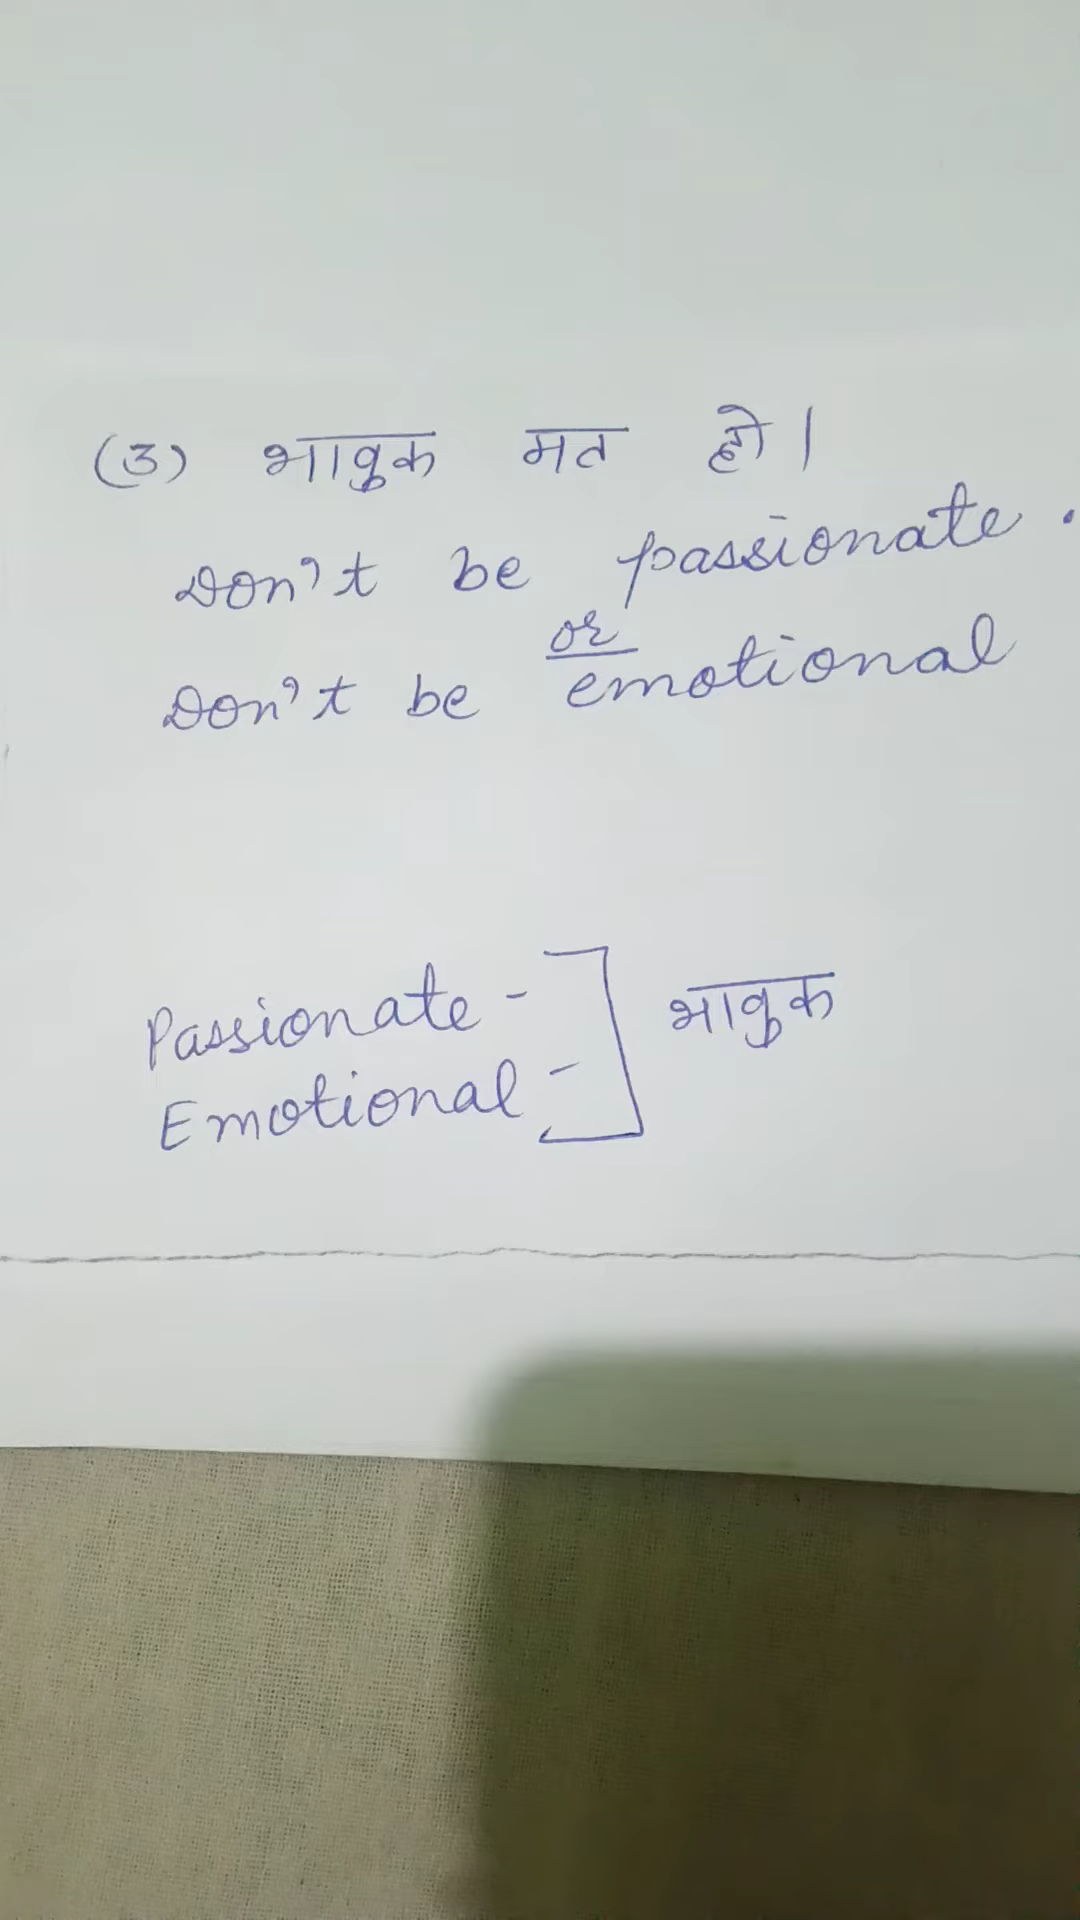 (3) भावुक मत हो।
Don't be passionate.
or
Don't be emotional
Passionate -
Emotional -
भावुक